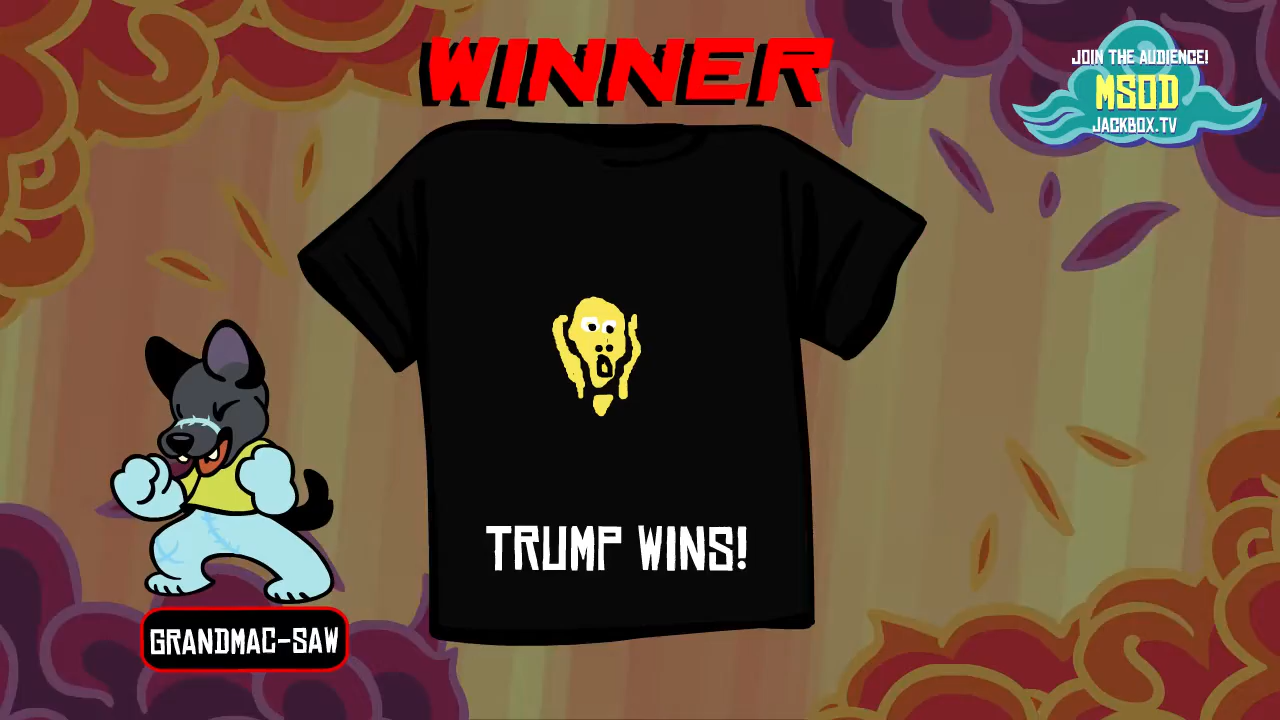 WINNER
JOIN THE AUDIENCE!
MSOD
JACKBOX.TV
TRUMP WINS!
GRANDMAC-SAW